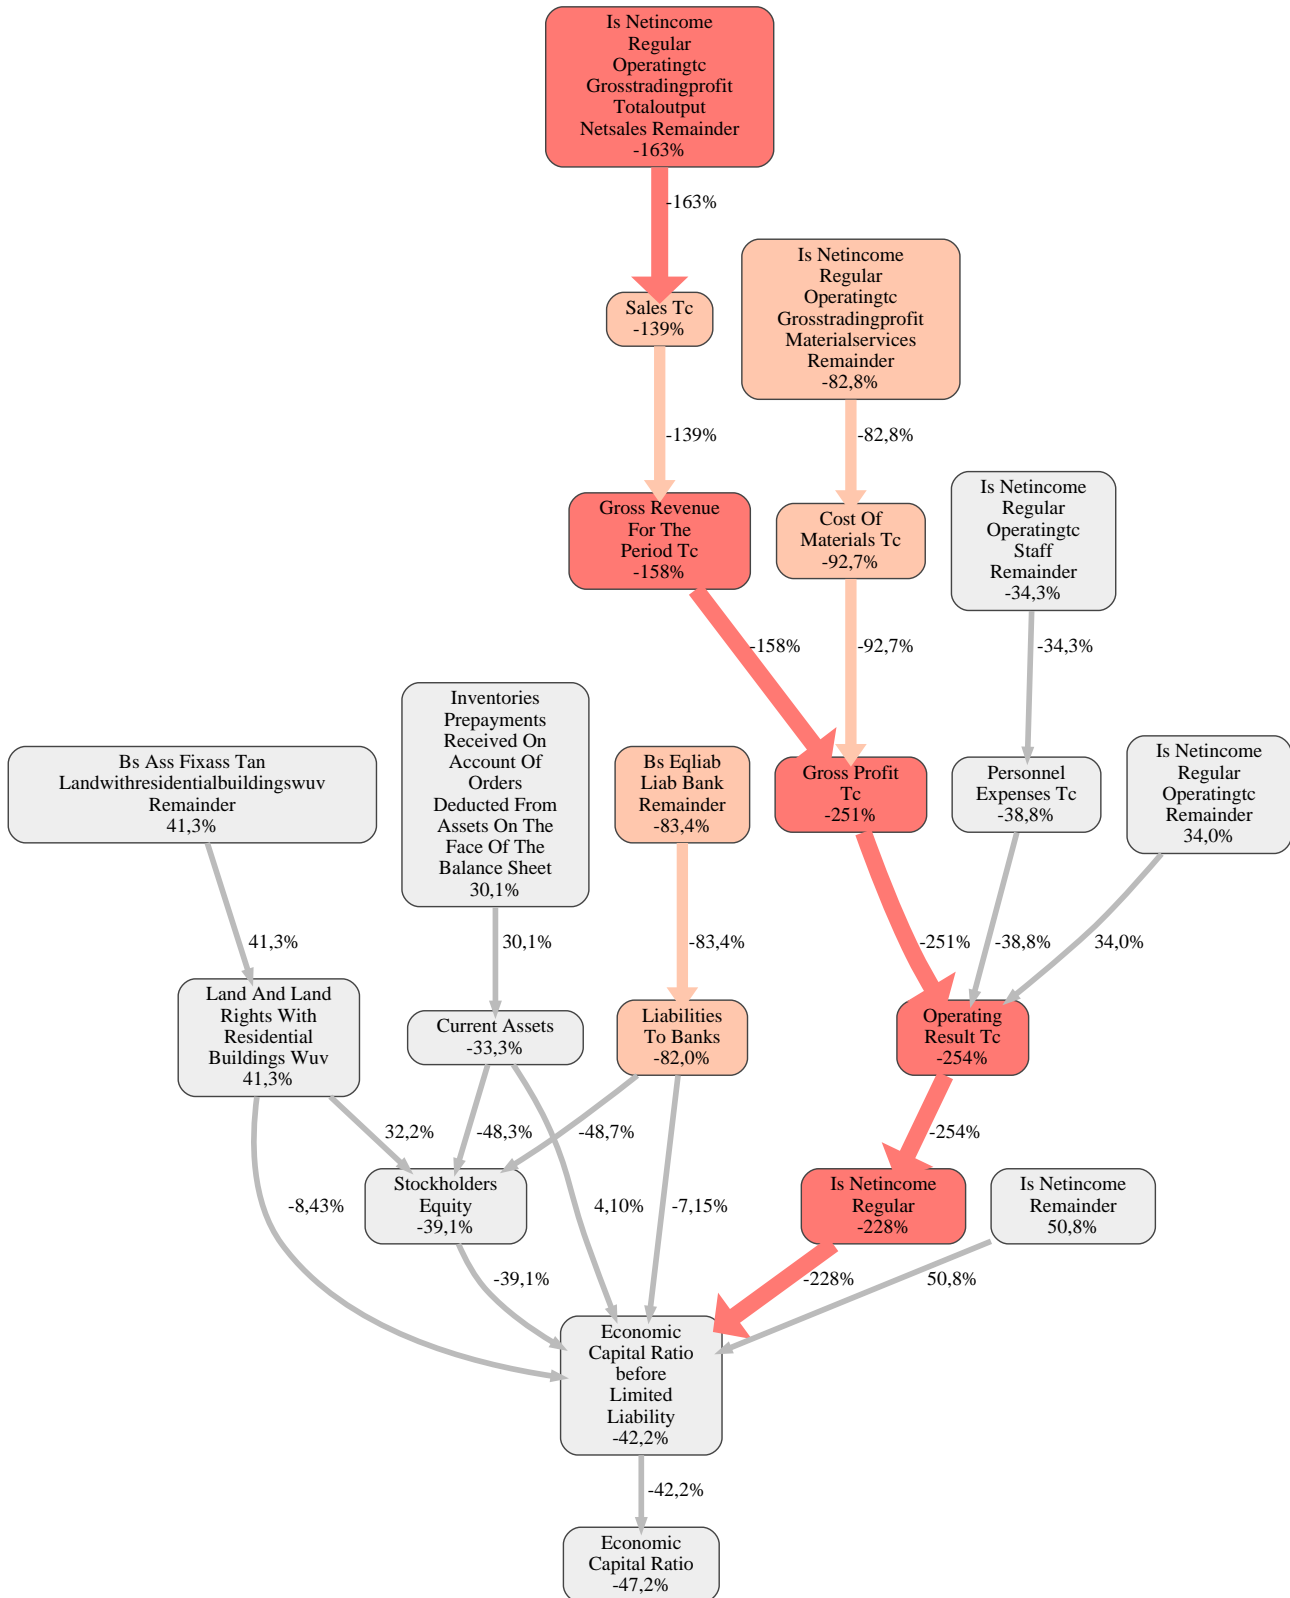 Is Netincome
Regular
Operatingtc
Grosstradingprofit
Totaloutput
Netsales Remainder
-163%
-163%
Is Netincome
Regular
Operatingtc
Grosstradingprofit
Materialservices
Remainder
-82,8%
Sales Tc
-139%
-139%
-82,8%
Is Netincome
Regular
Operatingtc
Staff
Remainder
-34,3%
Gross Revenue
For The
Period Tc
-158%
Cost Of
Materials Tc
-92,7%
-158%
-92,7%
-34,3%
Inventories
Prepayments
Received On
Account Of
Orders
Deducted From
Assets On The
Face Of The
Balance Sheet
30,1%
Bs Ass Fixass Tan
Landwithresidentialbuildingswuv
Remainder
41,3%
Bs Eqliab
Liab Bank
Remainder
-83,4%
Gross Profit
Tc
-251%
Personnel
Expenses Tc
-38,8%
Is Netincome
Regular
Operatingtc
Remainder
34,0%
41,3%
30,1%
-83,4%
-251%
-38,8%
34,0%
Land And Land
Rights With
Residential
Buildings Wuv
41,3%
Current Assets
-33,3%
Liabilities
To Banks
-82,0%
Operating
Result Tc
-254%
32,2%
-48,3%
-48,7%
-254%
-8,43%
Stockholders
Equity
-39,1%
4,10%
-7,15%
Is Netincome
Regular
-228%
Is Netincome
Remainder
50,8%
-39,1%
-228%
50,8%
Economic
Capital Ratio
before
Limited
Liability
-42,2%
-42,2%
Economic
Capital Ratio
-47,2%